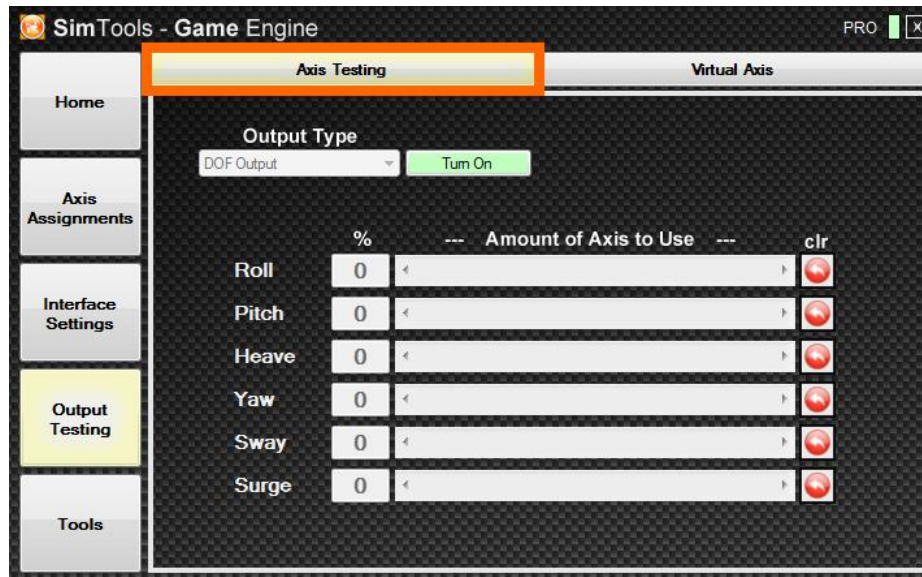 SimTools - Game Engine
PRO
X
Axis Testing
Virtual Axis
Home
Axis
Assignments
Interface
Settings
Output
Testing
Tools
Output Type
DOF Output
Turn On
% --- Amount of Axis to Use --- clr
Roll 0
Pitch 0
Heave 0
Yaw 0
Sway 0
Surge 0